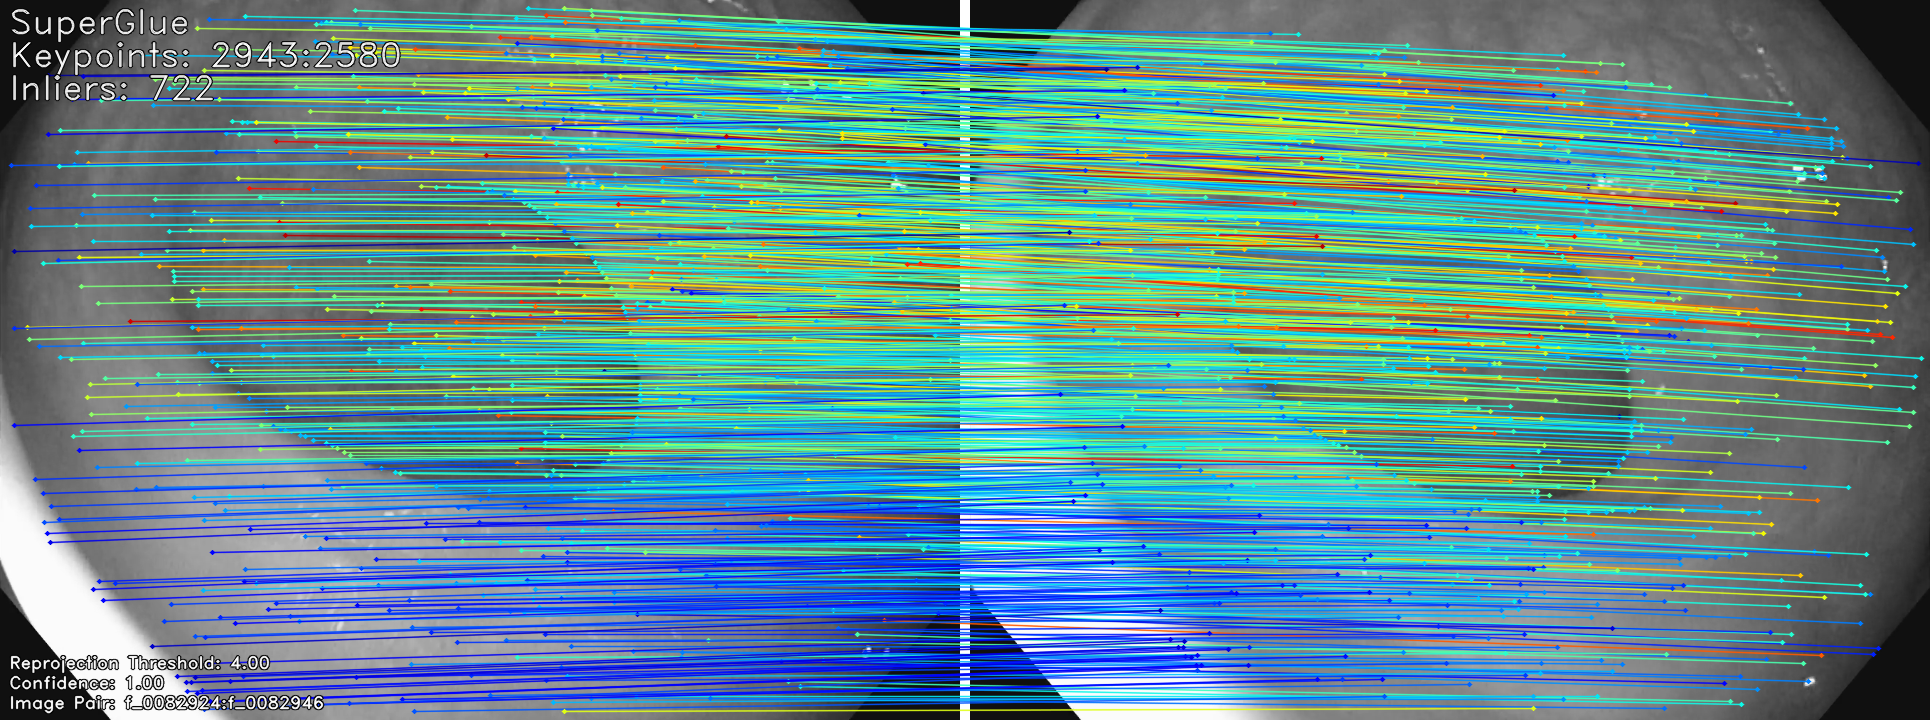 SuperGlue
Keypoints: 2943:2580
Inliers: 722
Reprojection Threshold: 4.00
Confidence: 1.00
Image Pair: f_0082924:f_0082946